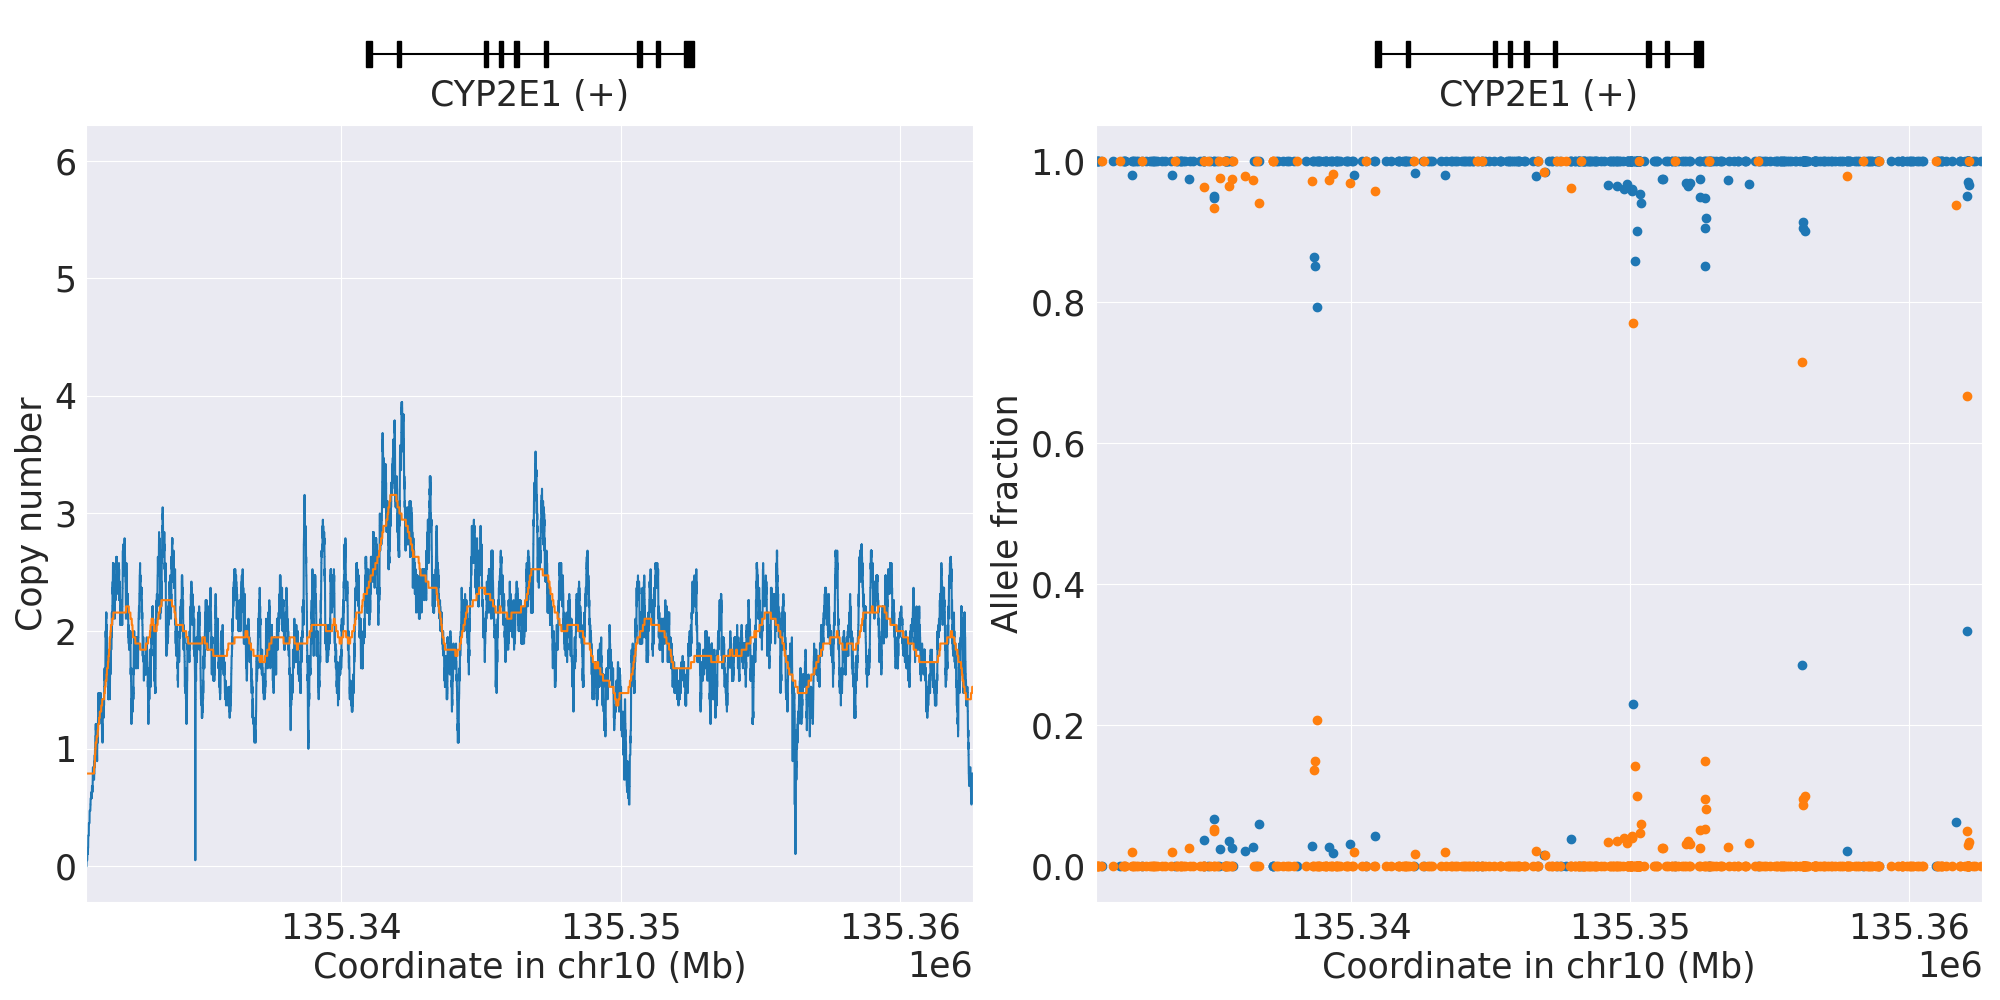 CYP2E1 (+)
6
5
4
3
2
1
0
Copy number
135.34 135.35 135.36
Coordinate in chr10 (Mb)
1e6
CYP2E1 (+)
1.0
0.8
0.6
0.4
0.2
0.0
Allele fraction
135.34 135.35 135.36
Coordinate in chr10 (Mb)
1e6